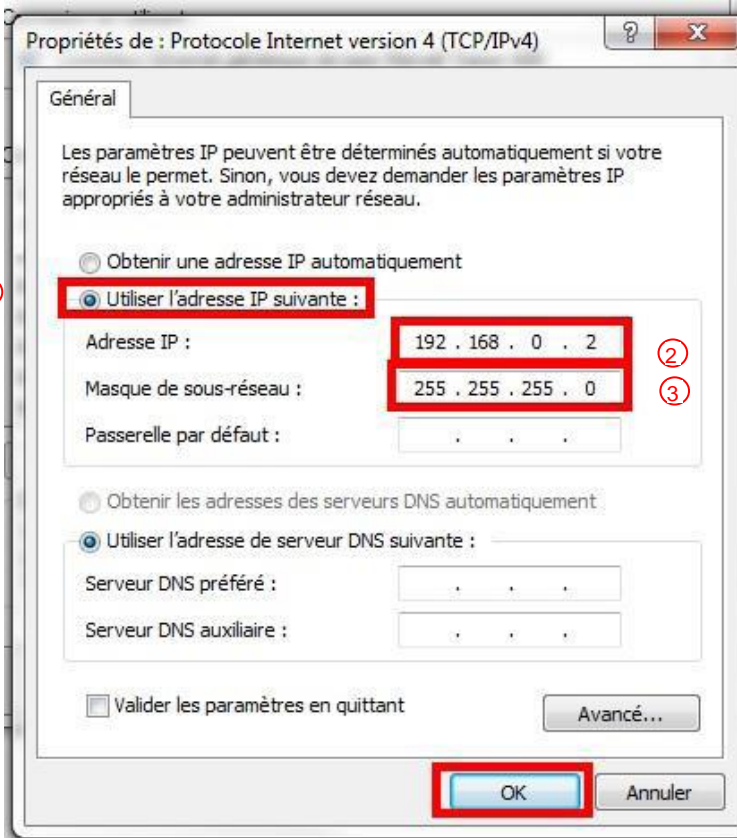 Propriétés de : Protocole Internet version 4 (TCP/IPv4)
Général
Les paramètres IP peuvent être déterminés automatiquement si votre
réseau le permet. Sinon, vous devez demander les paramètres IP
appropriés à votre administrateur réseau.
Obtenir une adresse IP automatiquement
Utiliser l'adresse IP suivante :
Adresse IP : 192 . 168 . 0 . 2
②
Masque de sous-réseau : 255 . 255 . 255 . 0
③
Passerelle par défaut : . . .
Obtenir les adresses des serveurs DNS automatiquement
Utiliser l'adresse de serveur DNS suivante :
Serveur DNS préféré : . . .
Serveur DNS auxiliaire : . . .
Valider les paramètres en quittant
Avancé...
OK
Annuler